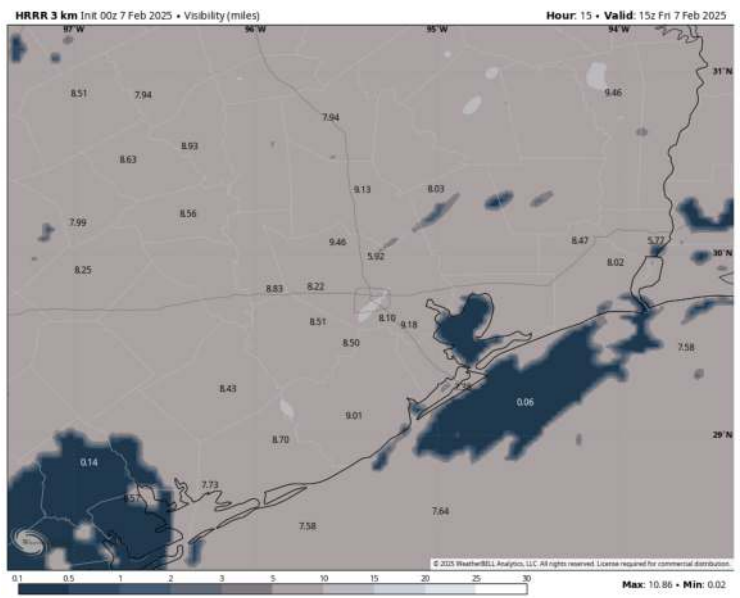 HRRR 3 km Init 00z 7 Feb 2025 • Visibility (miles)
Hour: 15 • Valid: 15z Fri 7 Feb 2025
97°W 96°W 95°W 94°W
31°N
8.51 7.94 9.46
7.94
8.93
8.63
9.13 8.03
8.56
7.99
9.46 8.47 5.77
5.92 30°N
8.25 8.02
8.83 8.22
8.51 8.10 9.18
8.50 7.58
8.43
0.06
9.01
8.70 29°N
0.14
7.73
7.64
7.58
© 2025 WeatherBELL Analytics, LLC. All rights reserved. License required for commercial distribution.
0.1 0.5 1 2 3 5 10 15 20 25 30
Max: 10.86 • Min: 0.02